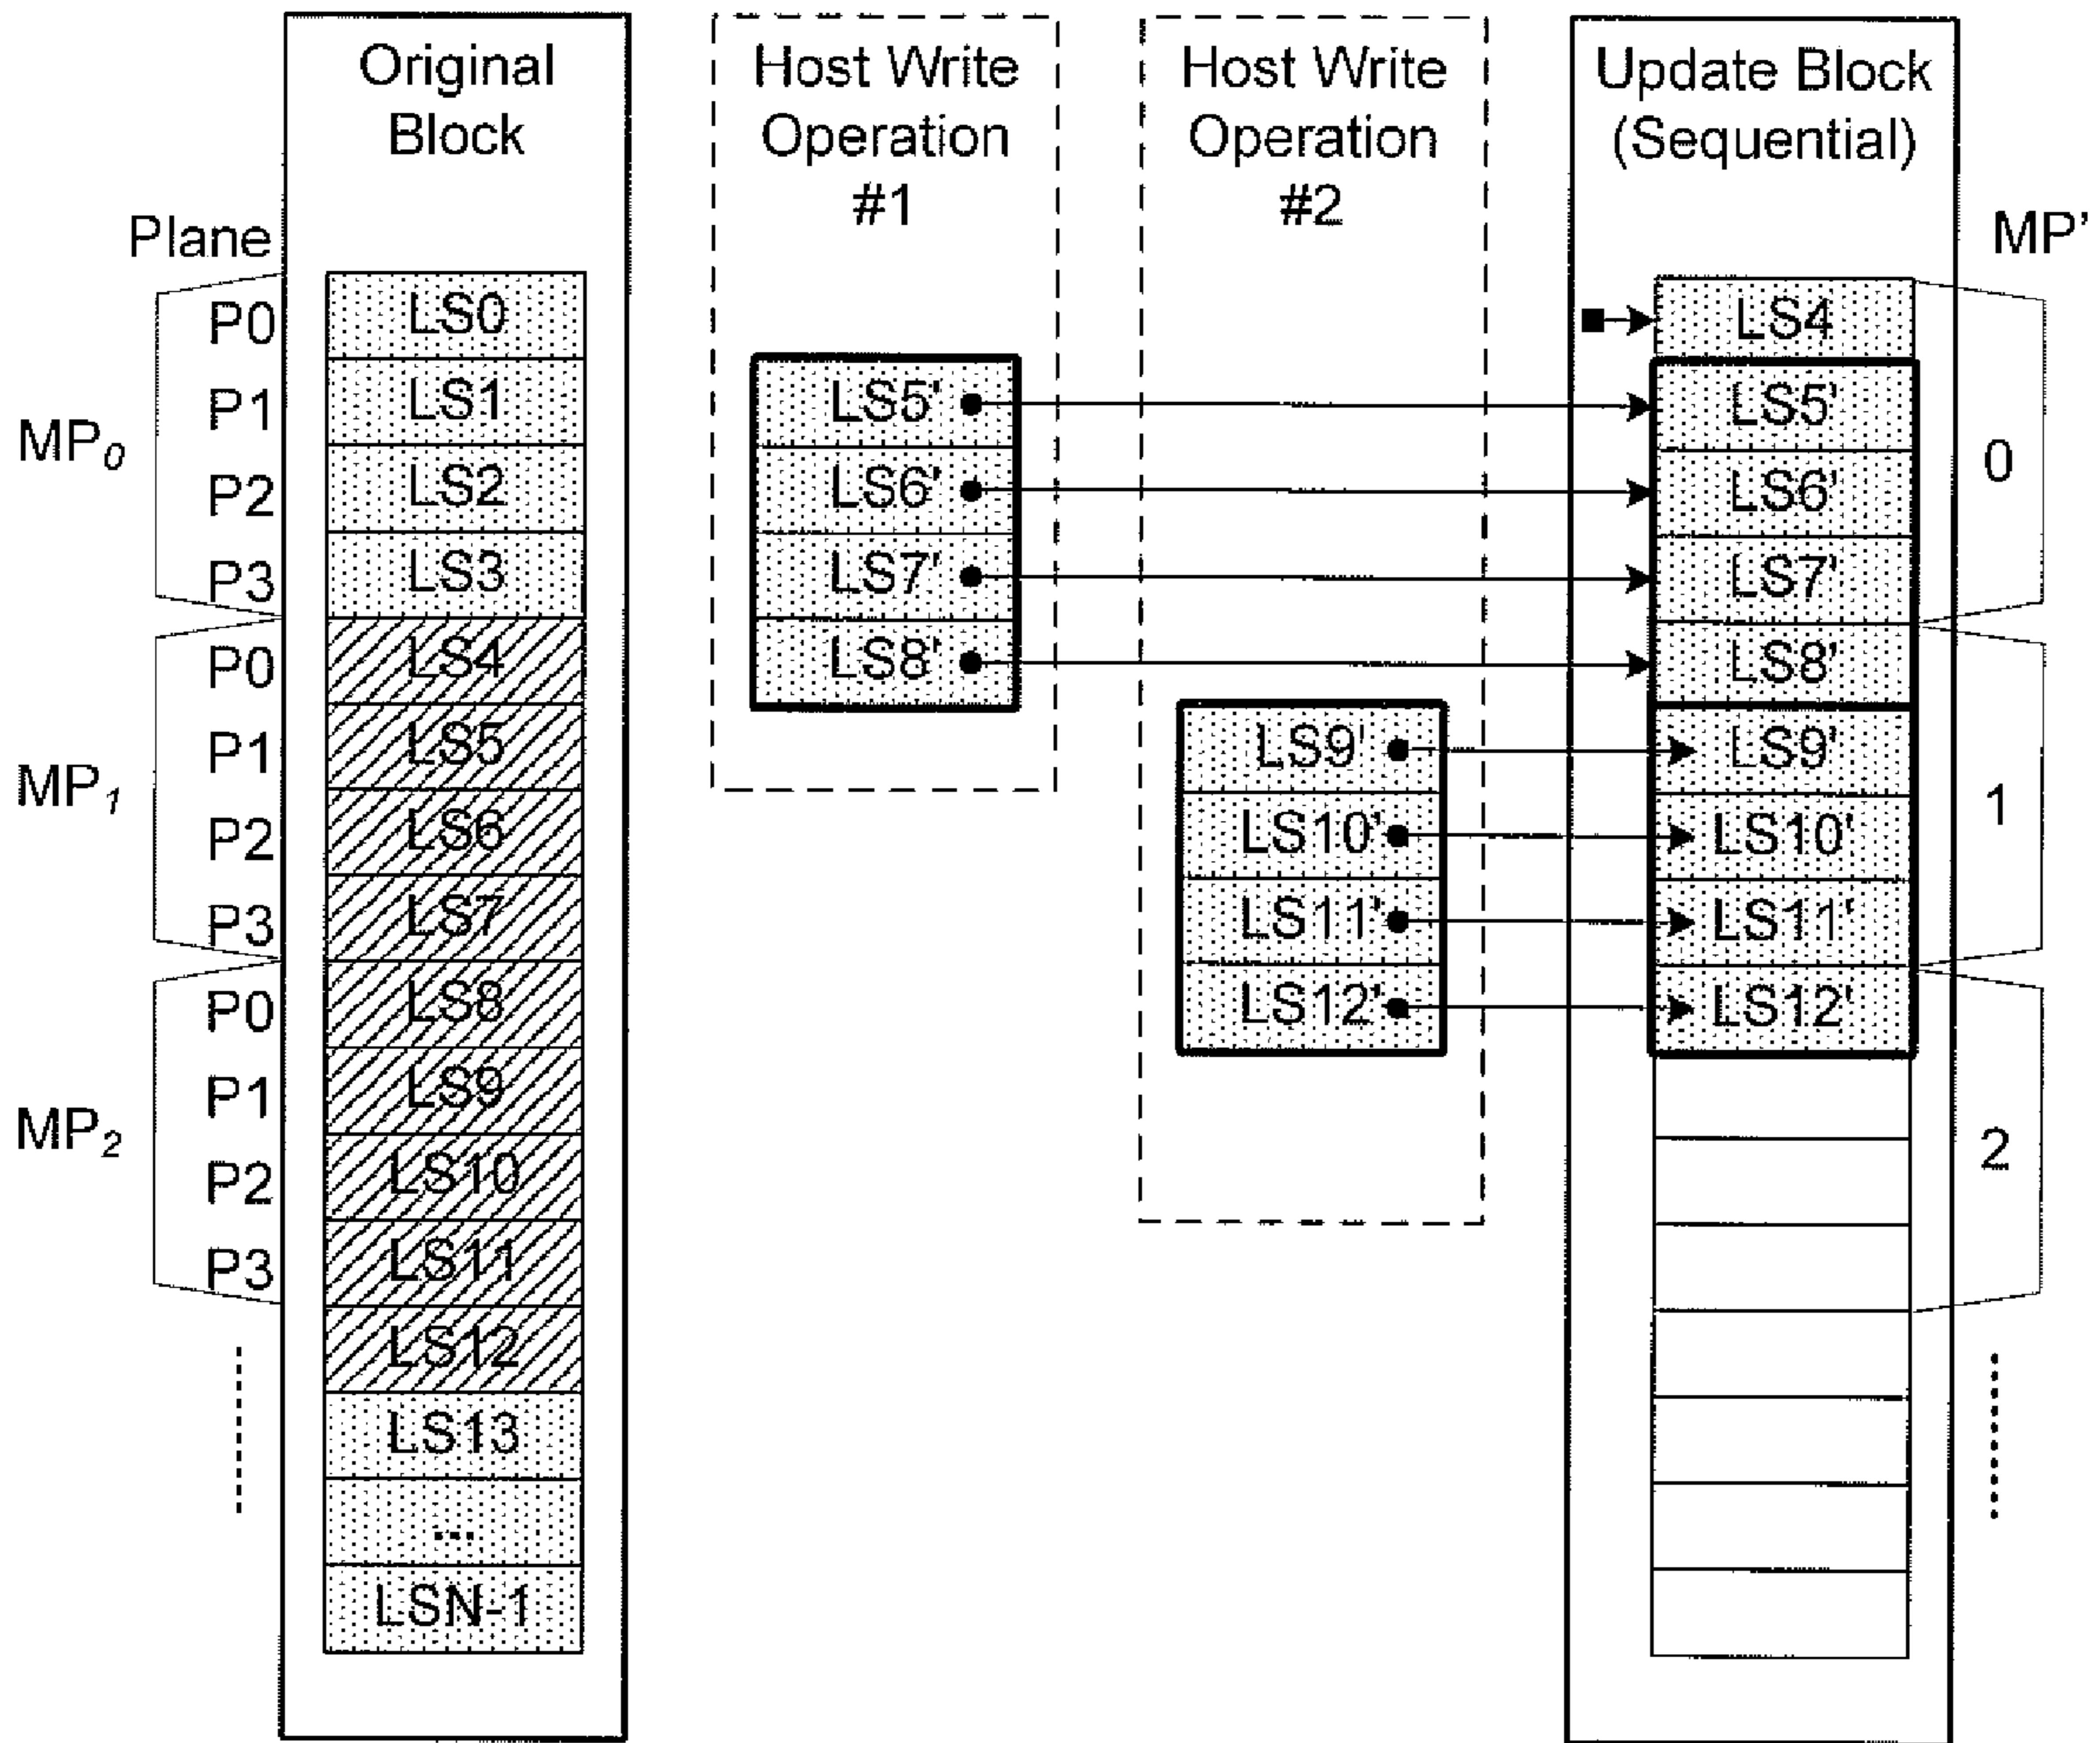 Original
Block
Host Write
Operation
#1
Host Write
Operation
#2
Update Block
(Sequential)
Plane
MP'
MP0
P0
P1
P2
P3
MP1
P0
P1
P2
P3
MP2
P0
P1
P2
P3
LS0
LS1
LS2
LS3
LS4
LS5
LS6
LS7
LS8
LS9
LS10
LS11
LS12
LS13
...
LSN-1
LS5'
LS6'
LS7'
LS8'
LS9'
LS10'
LS11'
LS12'
LS4
LS5'
LS6'
LS7'
LS8'
LS9'
LS10'
LS11'
LS12'
0
1
2